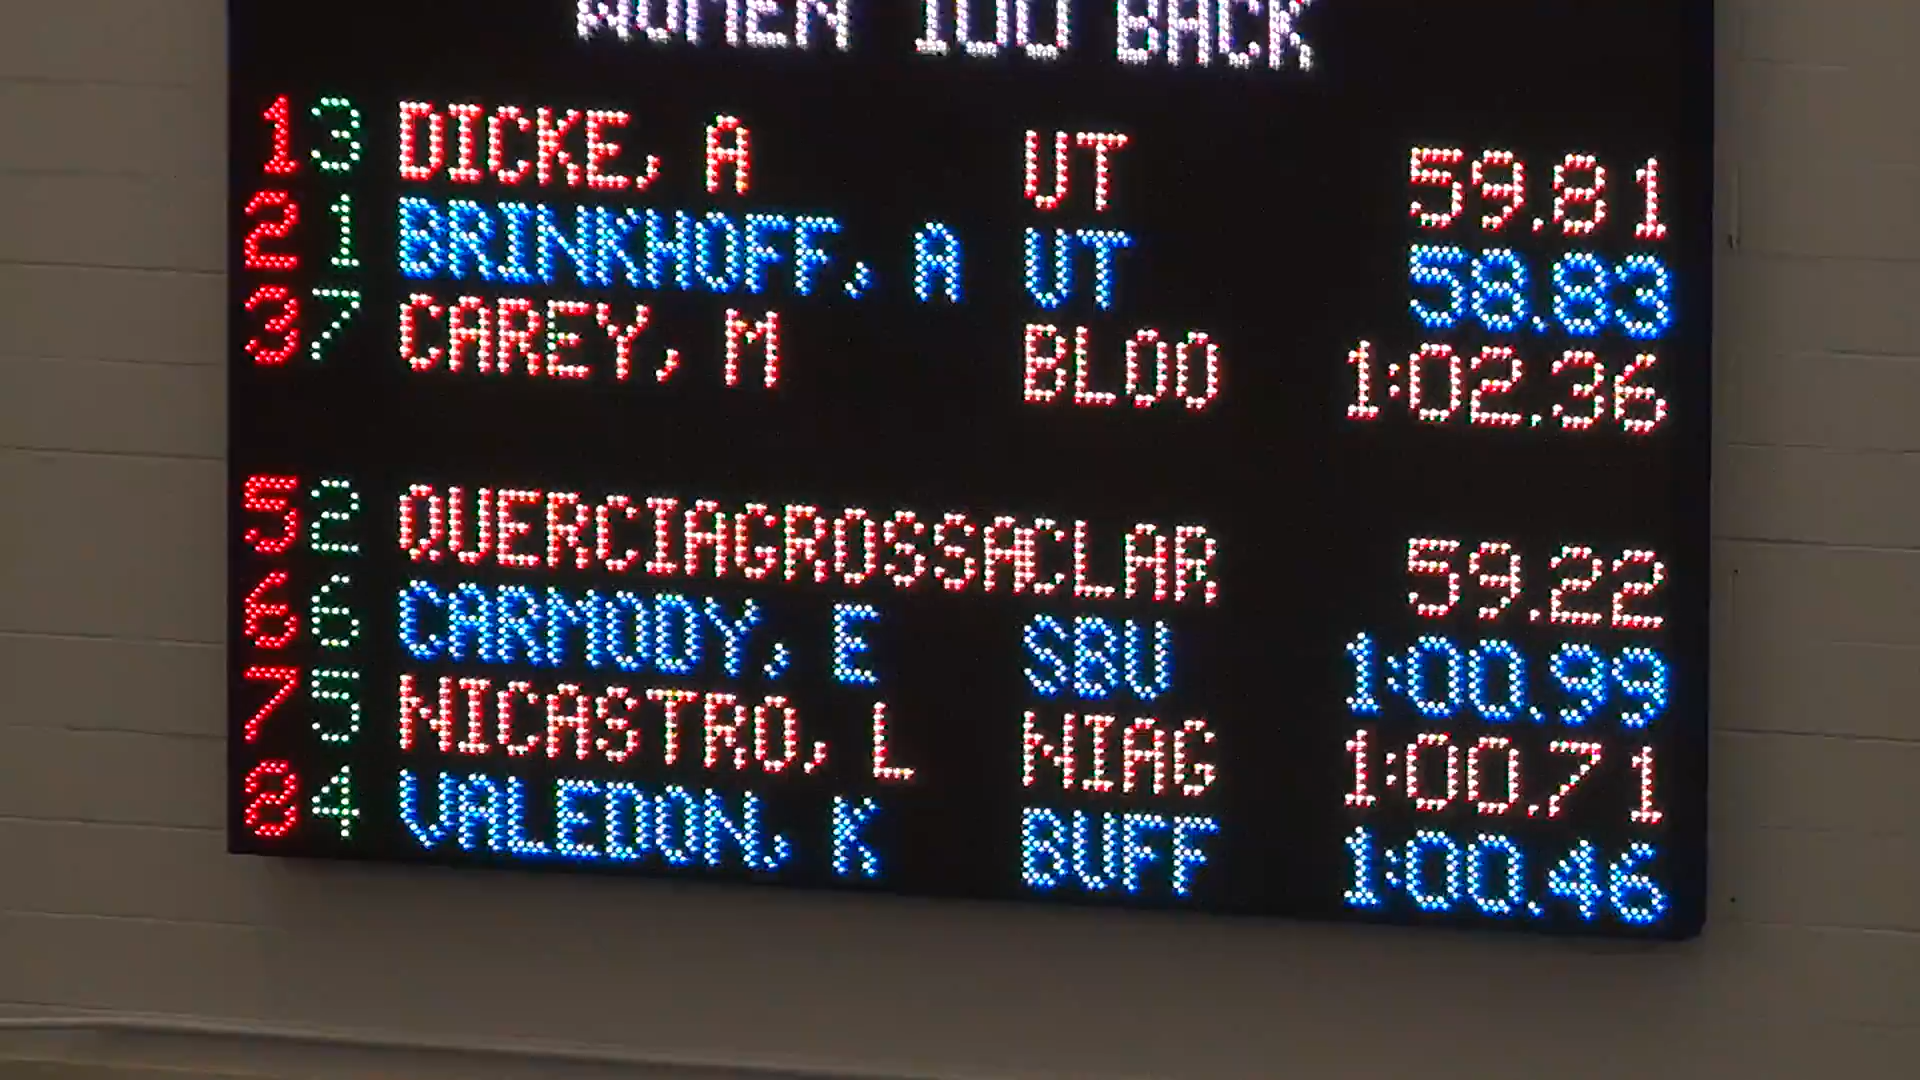 WOMEN 100 BACK
1 3 DICKE, A UT 59.81
2 1 BRINKHOFF, A UT 58.83
3 7 CAREY, M BLOO 1:02.36
5 2 QUERCIAGROSSACLAR 59.22
6 6 CARMODY, E SBU 1:00.99
7 5 NICASTRO, L NIAG 1:00.71
8 4 VALEDON, K BUFF 1:00.46